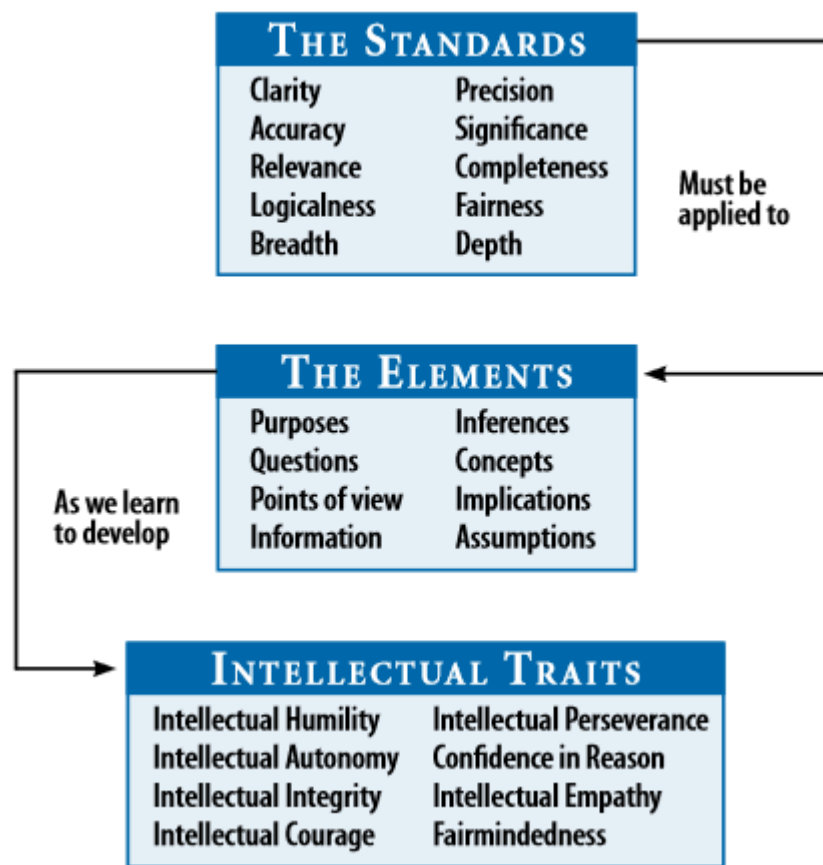 THE STANDARDS
Clarity Precision
Accuracy Significance
Relevance Completeness
Logicalness Fairness
Breadth Depth
Must be
applied to
THE ELEMENTS
Purposes Inferences
Questions Concepts
Points of view Implications
Information Assumptions
As we learn
to develop
INTELLECTUAL TRAITS
Intellectual Humility Intellectual Perseverance
Intellectual Autonomy Confidence in Reason
Intellectual Integrity Intellectual Empathy
Intellectual Courage Fairmindedness